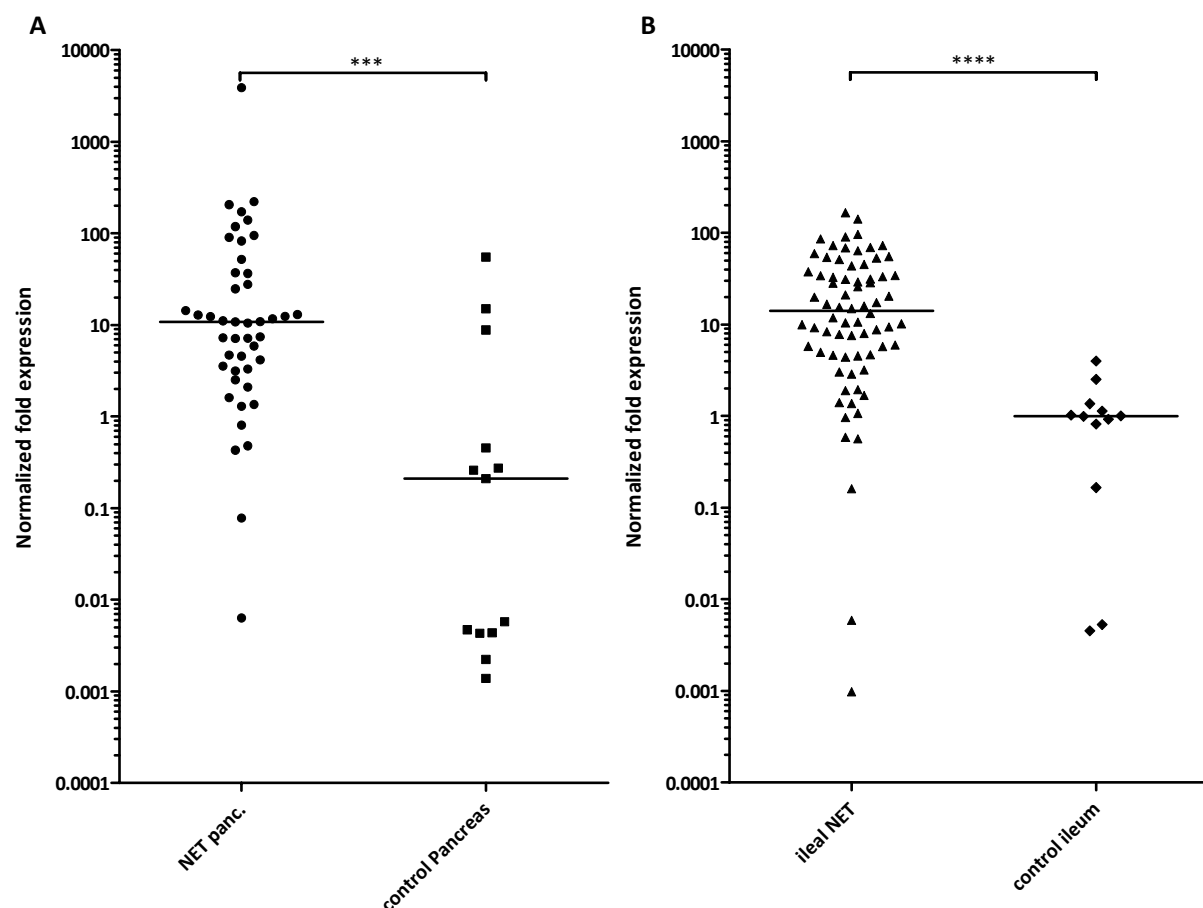 A
Normalized fold expression
10000
1000
100
10
1
0.1
0.01
0.001
0.0001
***
NET panc.
control Pancreas
B
Normalized fold expression
10000
1000
100
10
1
0.1
0.01
0.001
0.0001
****
ileal NET
control ileum